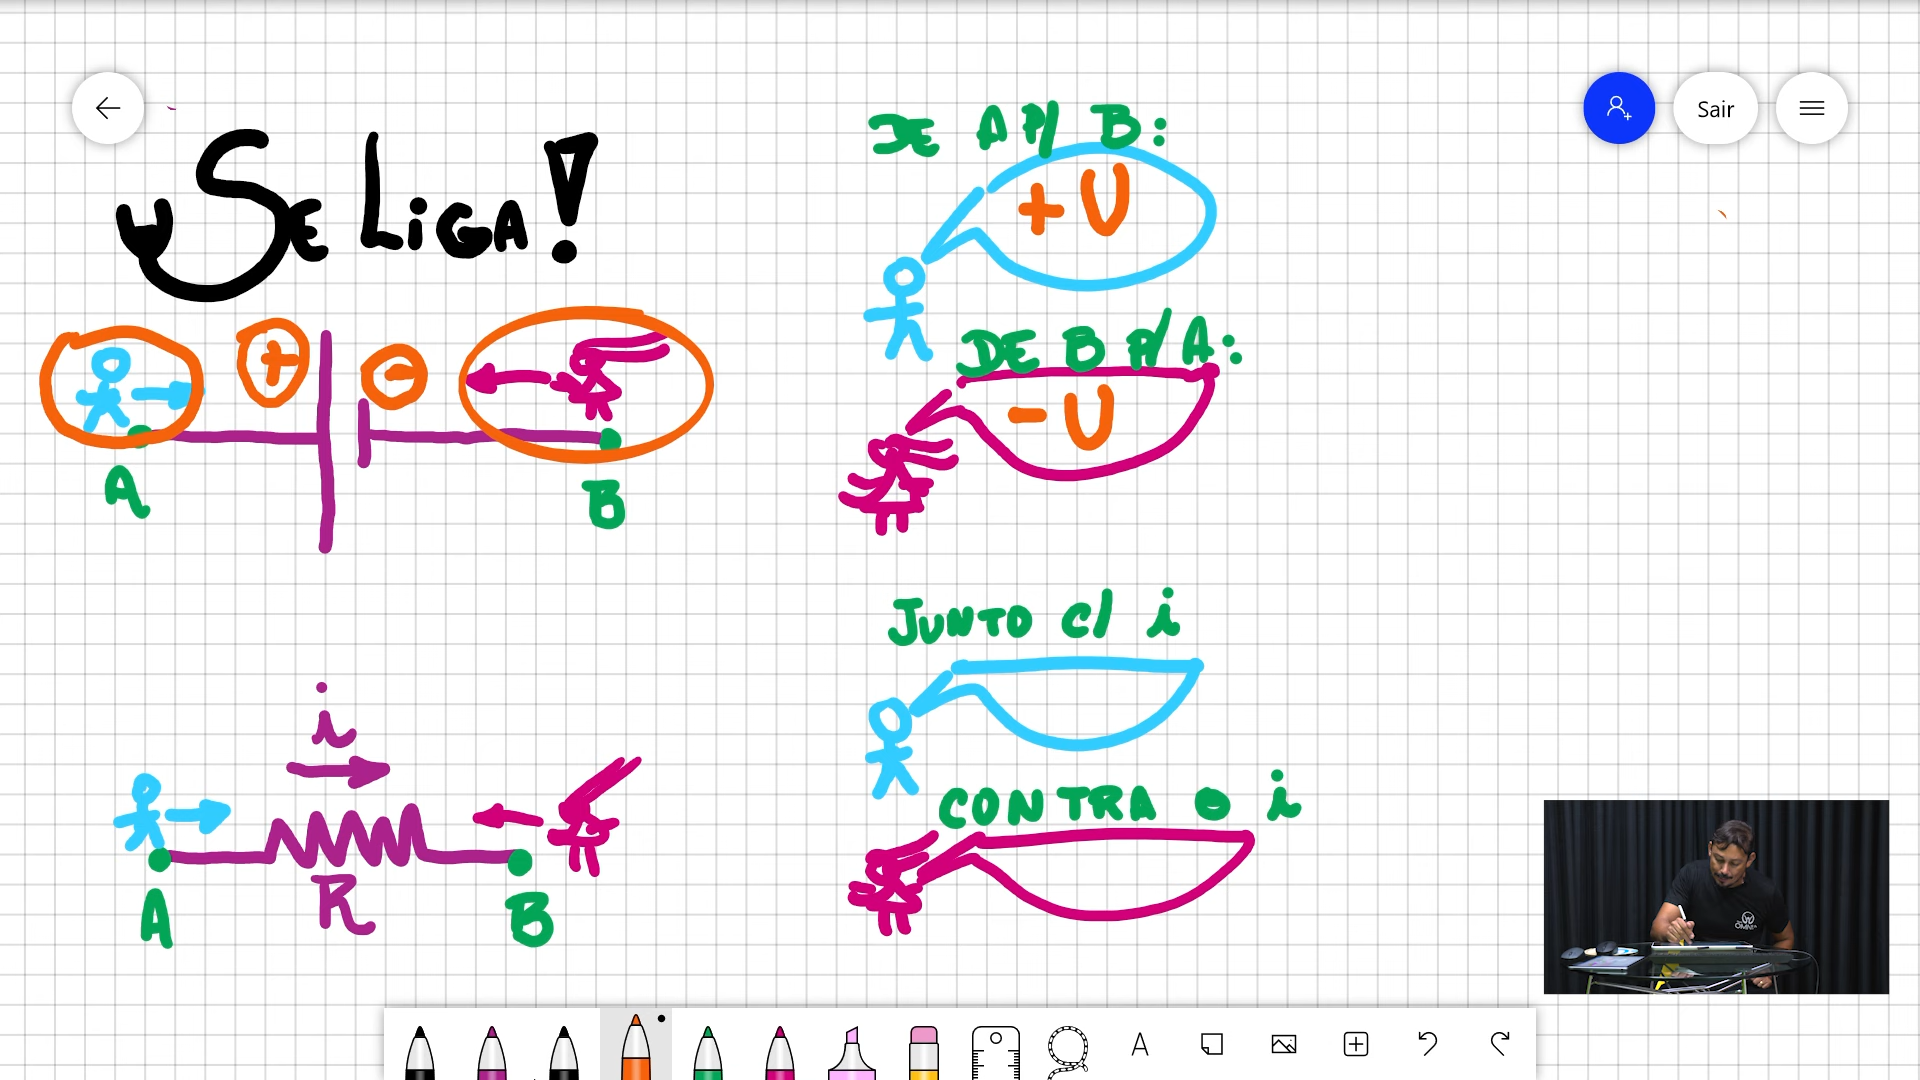 Se Liga!
+
-
A
B
DE A P/ B:
+ U
DE B P/ A:
- U
i
R
A
B
JUNTO C/ i
CONTRA O i
Sair